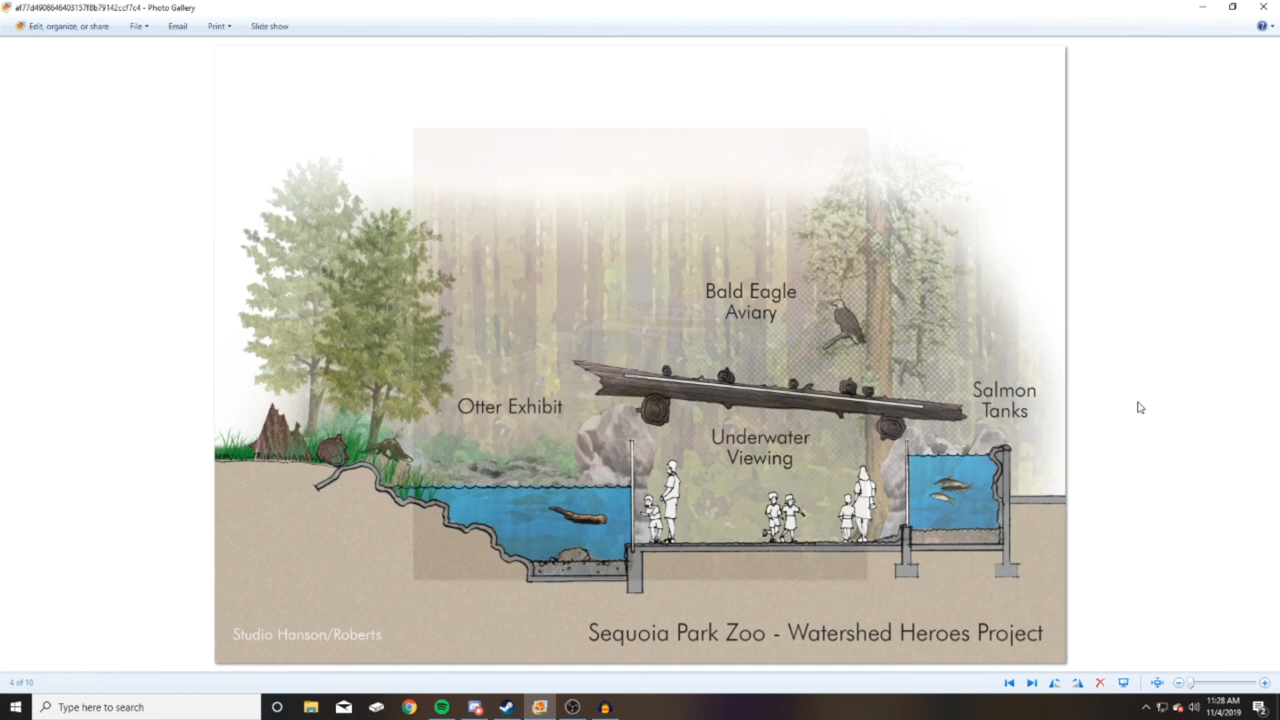 af77d4908646403157f8b79142ccf7c4 - Photo Gallery
Edit, organize, or share
File
Email
Print
Slide show
Bald Eagle
Aviary
Otter Exhibit
Salmon
Tanks
Underwater
Viewing
Studio Hanson/Roberts
Sequoia Park Zoo - Watershed Heroes Project
4 of 10
Type here to search
11:28 AM
11/4/2019
2